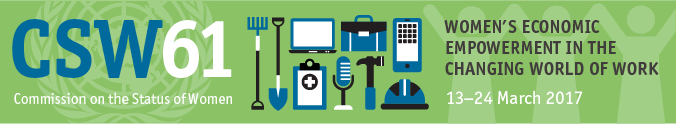 CSW61
Commission on the Status of Women
WOMEN'S ECONOMIC
EMPOWERMENT IN THE
CHANGING WORLD OF WORK
13–24 March 2017